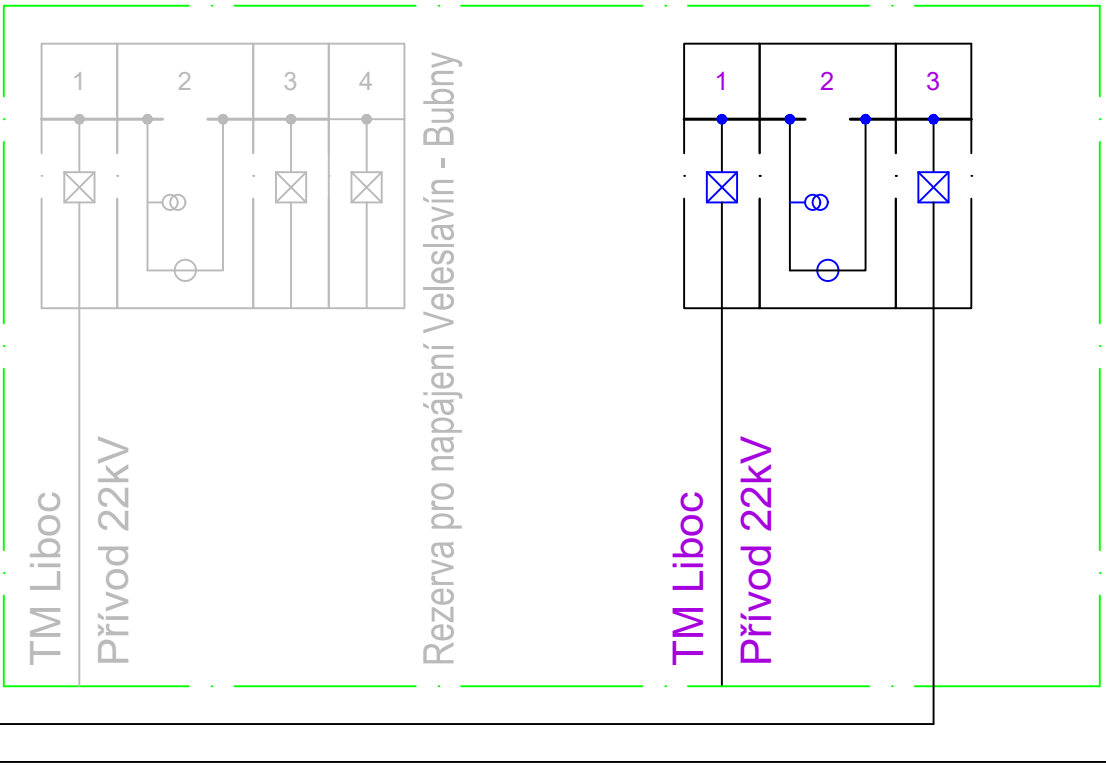 1
2
3
4
TM Liboc
Přívod 22kV
Rezerva pro napájení Veleslavín - Bubny
1
2
3
TM Liboc
Přívod 22kV